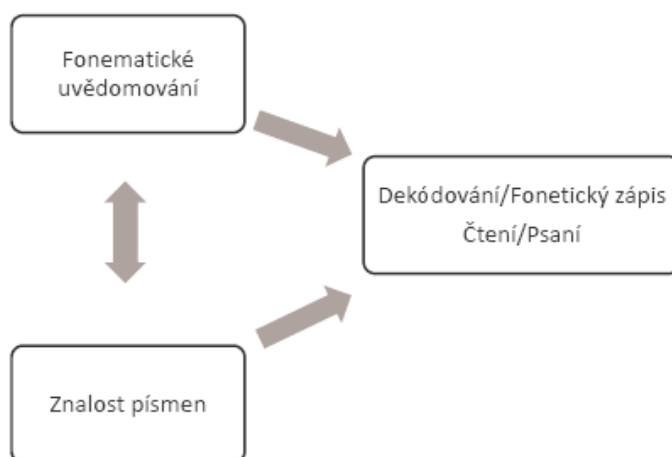 Fonematické
uvědomování
Dekódování/Fonetický zápis
Čtení/Psaní
Znalost písmen